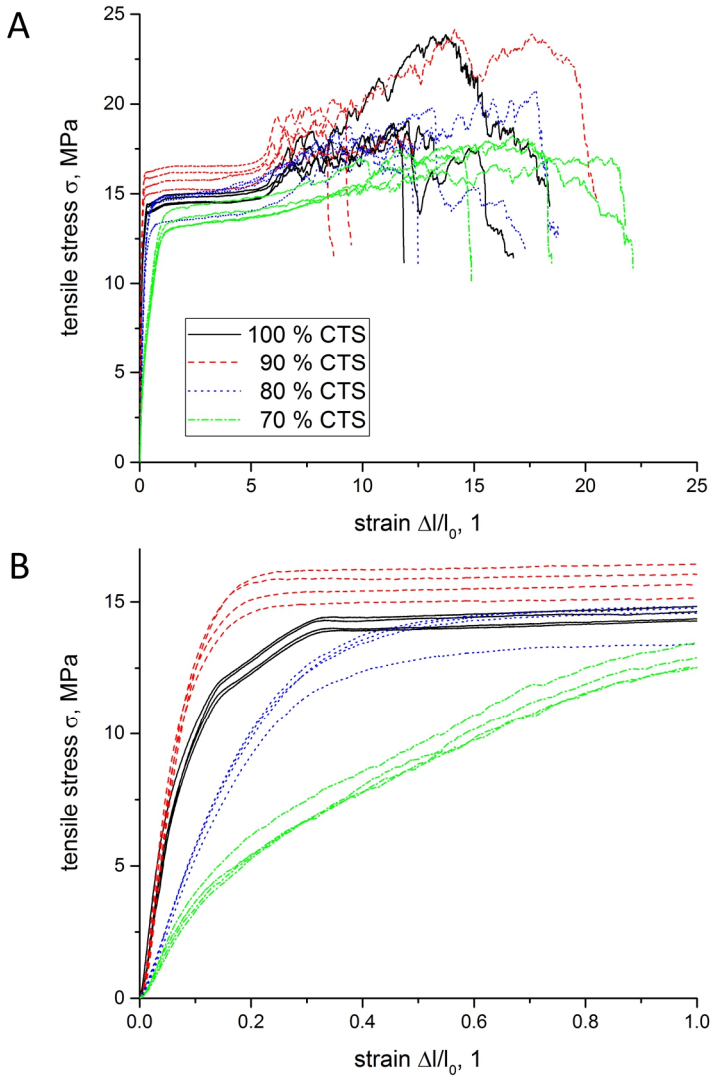 A
25
20
15
10
5
0
tensile stress σ, MPa
100 % CTS
90 % CTS
80 % CTS
70 % CTS
0 5 10 15 20 25
strain Δl/l₀, 1
B
15
10
5
0
tensile stress σ, MPa
0.0 0.2 0.4 0.6 0.8 1.0
strain Δl/l₀, 1